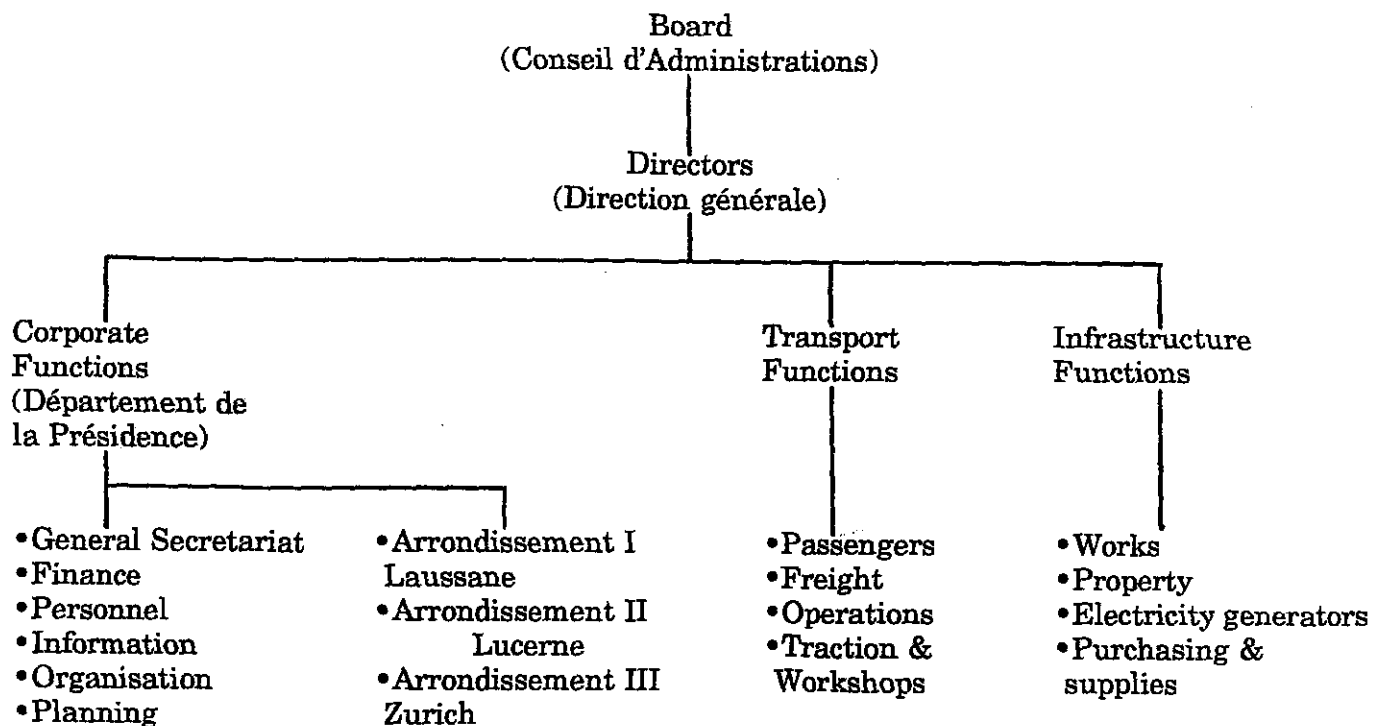 Board
(Conseil d'Administrations)
Directors
(Direction générale)
Corporate
Functions
(Département de
la Présidence)
Transport
Functions
Infrastructure
Functions
•General Secretariat
•Finance
•Personnel
•Information
•Organisation
•Planning
•Arrondissement I
Laussane
•Arrondissement II
Lucerne
•Arrondissement III
Zurich
•Passengers
•Freight
•Operations
•Traction &
Workshops
•Works
•Property
•Electricity generators
•Purchasing &
supplies